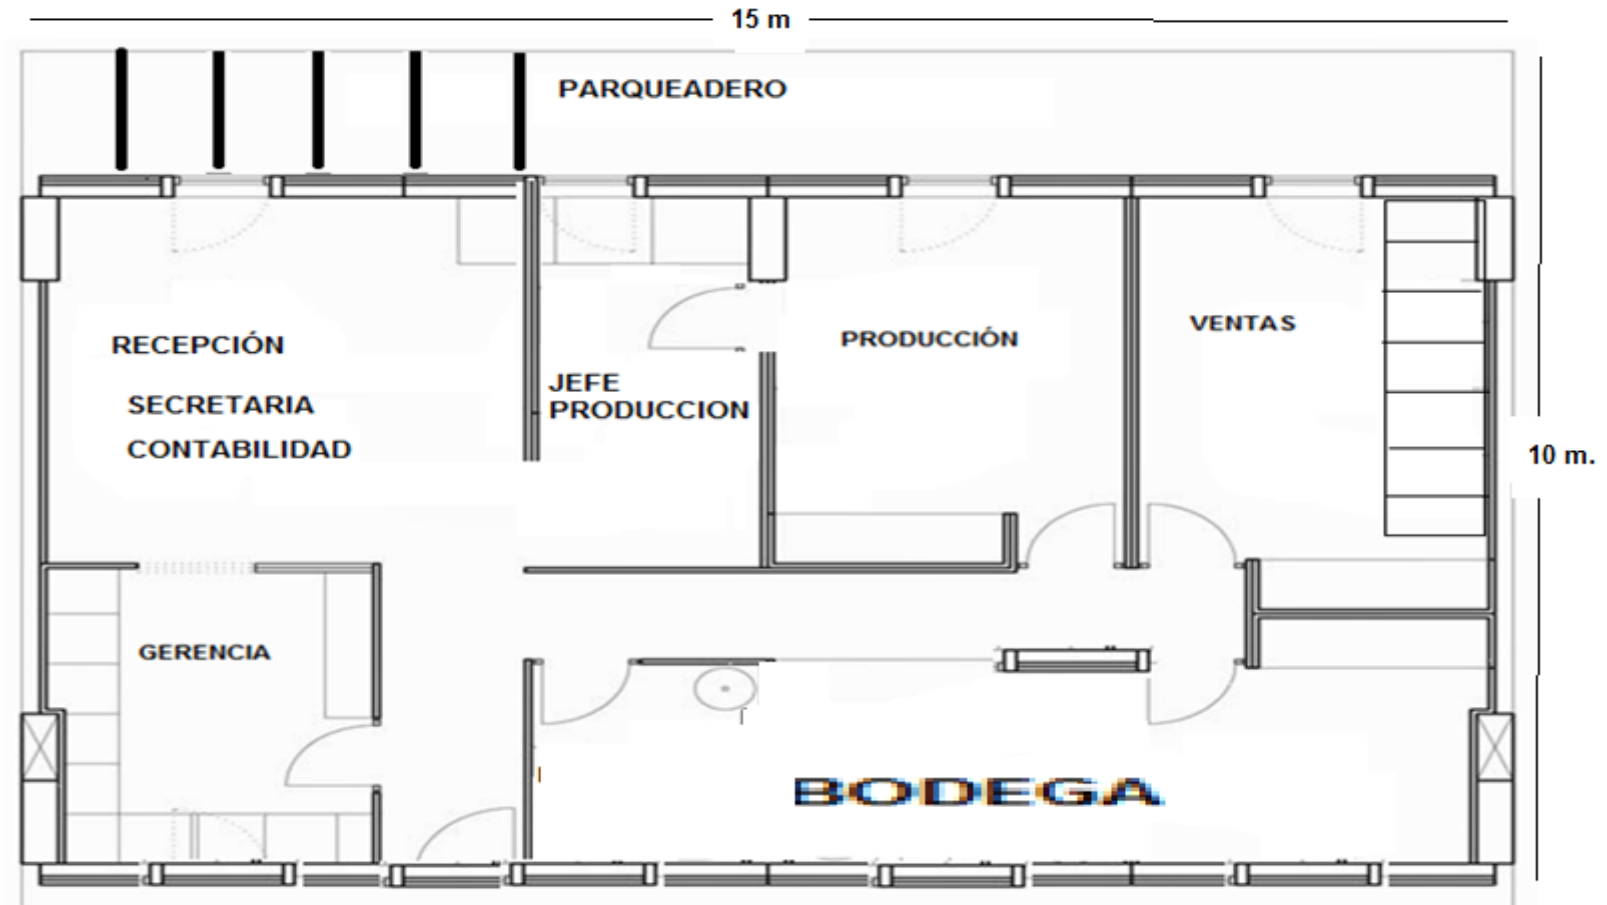 15 m
PARQUEADERO
RECEPCIÓN
SECRETARIA
CONTABILIDAD
JEFE
PRODUCCION
PRODUCCIÓN
VENTAS
10 m.
GERENCIA
BODEGA